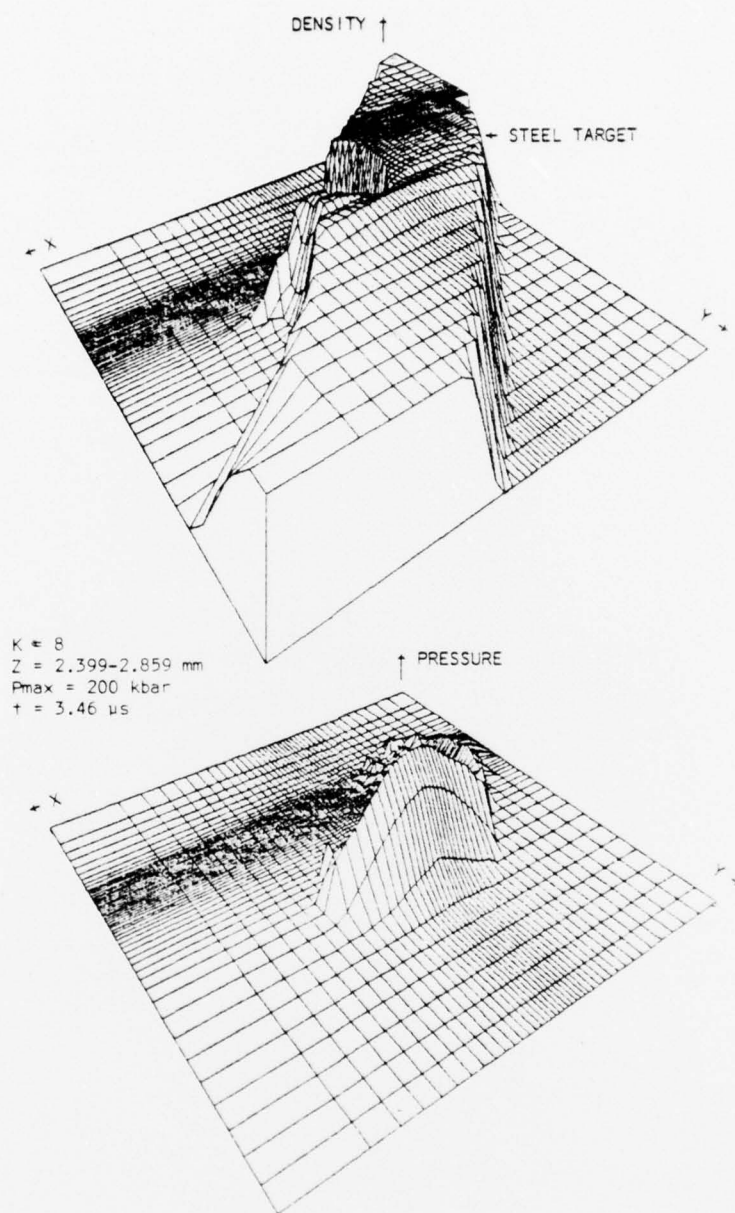 DENSITY ↑
← STEEL TARGET
← X
Y →
K = 8
Z = 2.399-2.859 mm
Pmax = 200 kbar
t = 3.46 µs
↑ PRESSURE
← X
Y →